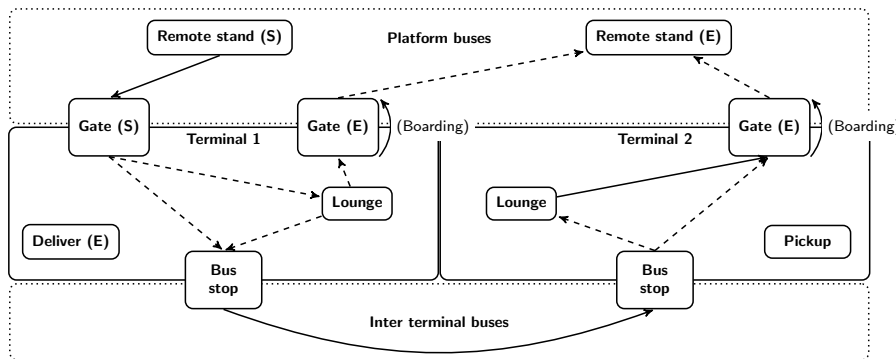 Remote stand (S)
Platform buses
Remote stand (E)
Gate (S)
Terminal 1
Gate (E)
(Boarding)
Terminal 2
Gate (E)
(Boarding)
Lounge
Lounge
Deliver (E)
Pickup
Bus
stop
Bus
stop
Inter terminal buses